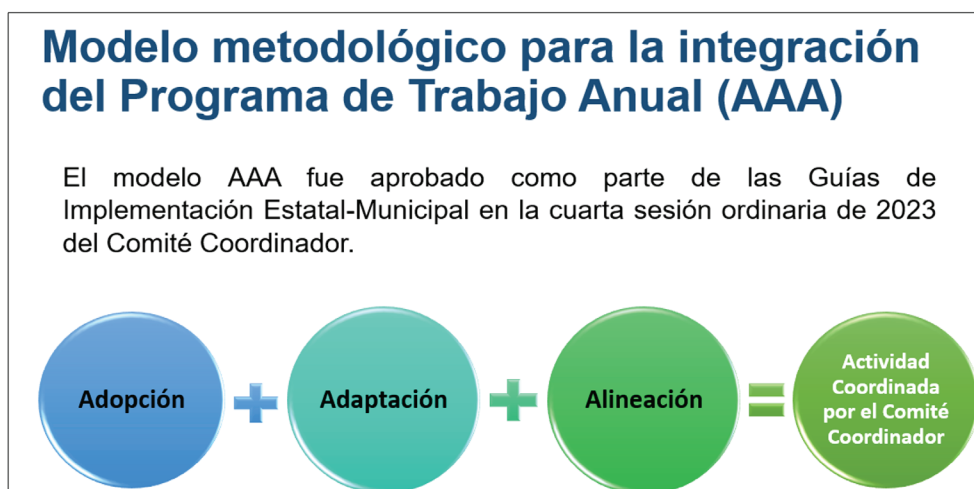 Modelo metodológico para la integración
del Programa de Trabajo Anual (AAA)
El modelo AAA fue aprobado como parte de las Guías de
Implementación Estatal-Municipal en la cuarta sesión ordinaria de 2023
del Comité Coordinador.
Adopción
Adaptación
Alineación
Actividad
Coordinada
por el Comité
Coordinador